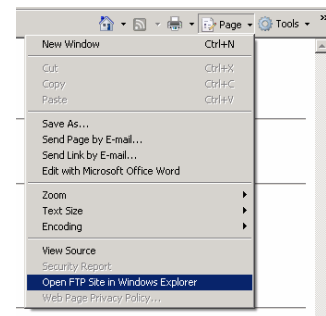 Page Tools »
New Window Ctrl+N
Cut Ctrl+X
Copy Ctrl+C
Paste Ctrl+V
Save As...
Send Page by E-mail...
Send Link by E-mail...
Edit with Microsoft Office Word
Zoom
Text Size
Encoding
View Source
Security Report
Open FTP Site in Windows Explorer
Web Page Privacy Policy...